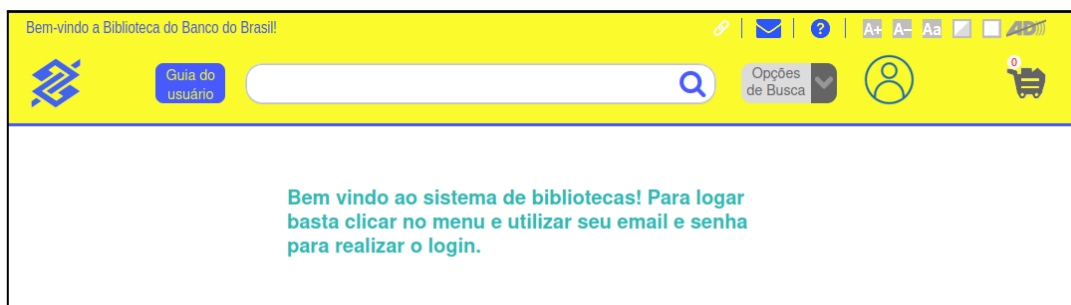 Bem-vindo a Biblioteca do Banco do Brasil!
? A+ A- Aa AD)))
Guia do
usuário
Opções
de Busca
0
Bem vindo ao sistema de bibliotecas! Para logar
basta clicar no menu e utilizar seu email e senha
para realizar o login.